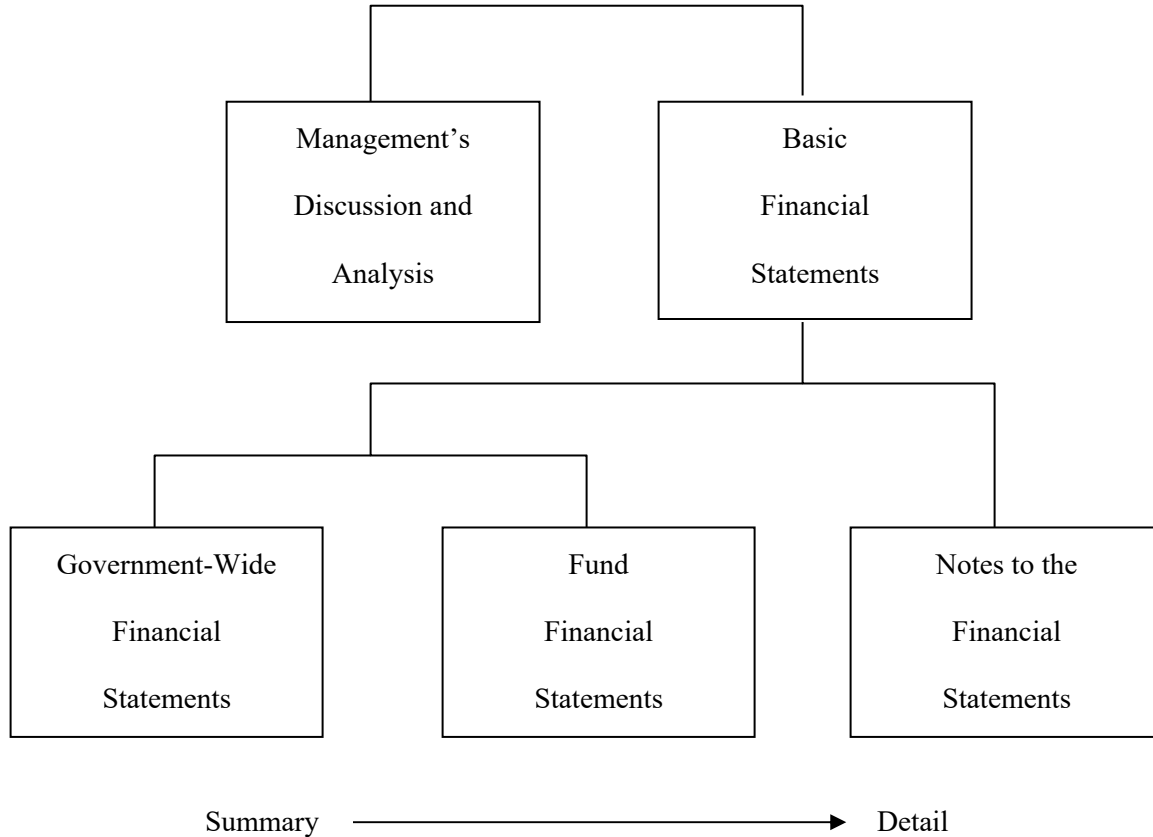 Management’s
Discussion and
Analysis
Basic
Financial
Statements
Government-Wide
Financial
Statements
Fund
Financial
Statements
Notes to the
Financial
Statements
Summary
Detail